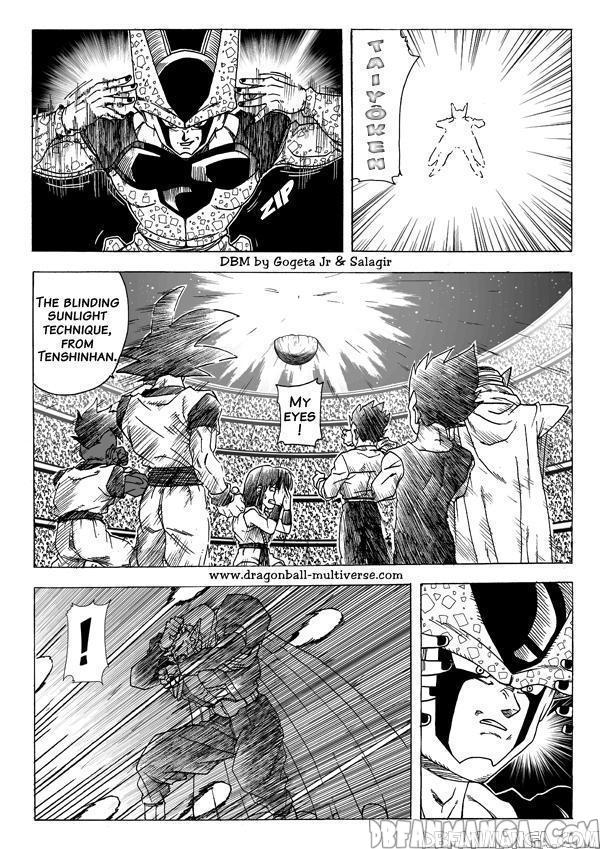 TAIYÔKEN
ZIP
DBM by Gogeta Jr & Salagir
THE BLINDING
SUNLIGHT
TECHNIQUE,
FROM
TENSHINHAN.
MY
EYES
!
www.dragonball-multiverse.com
!
DBFANMANGA.COM